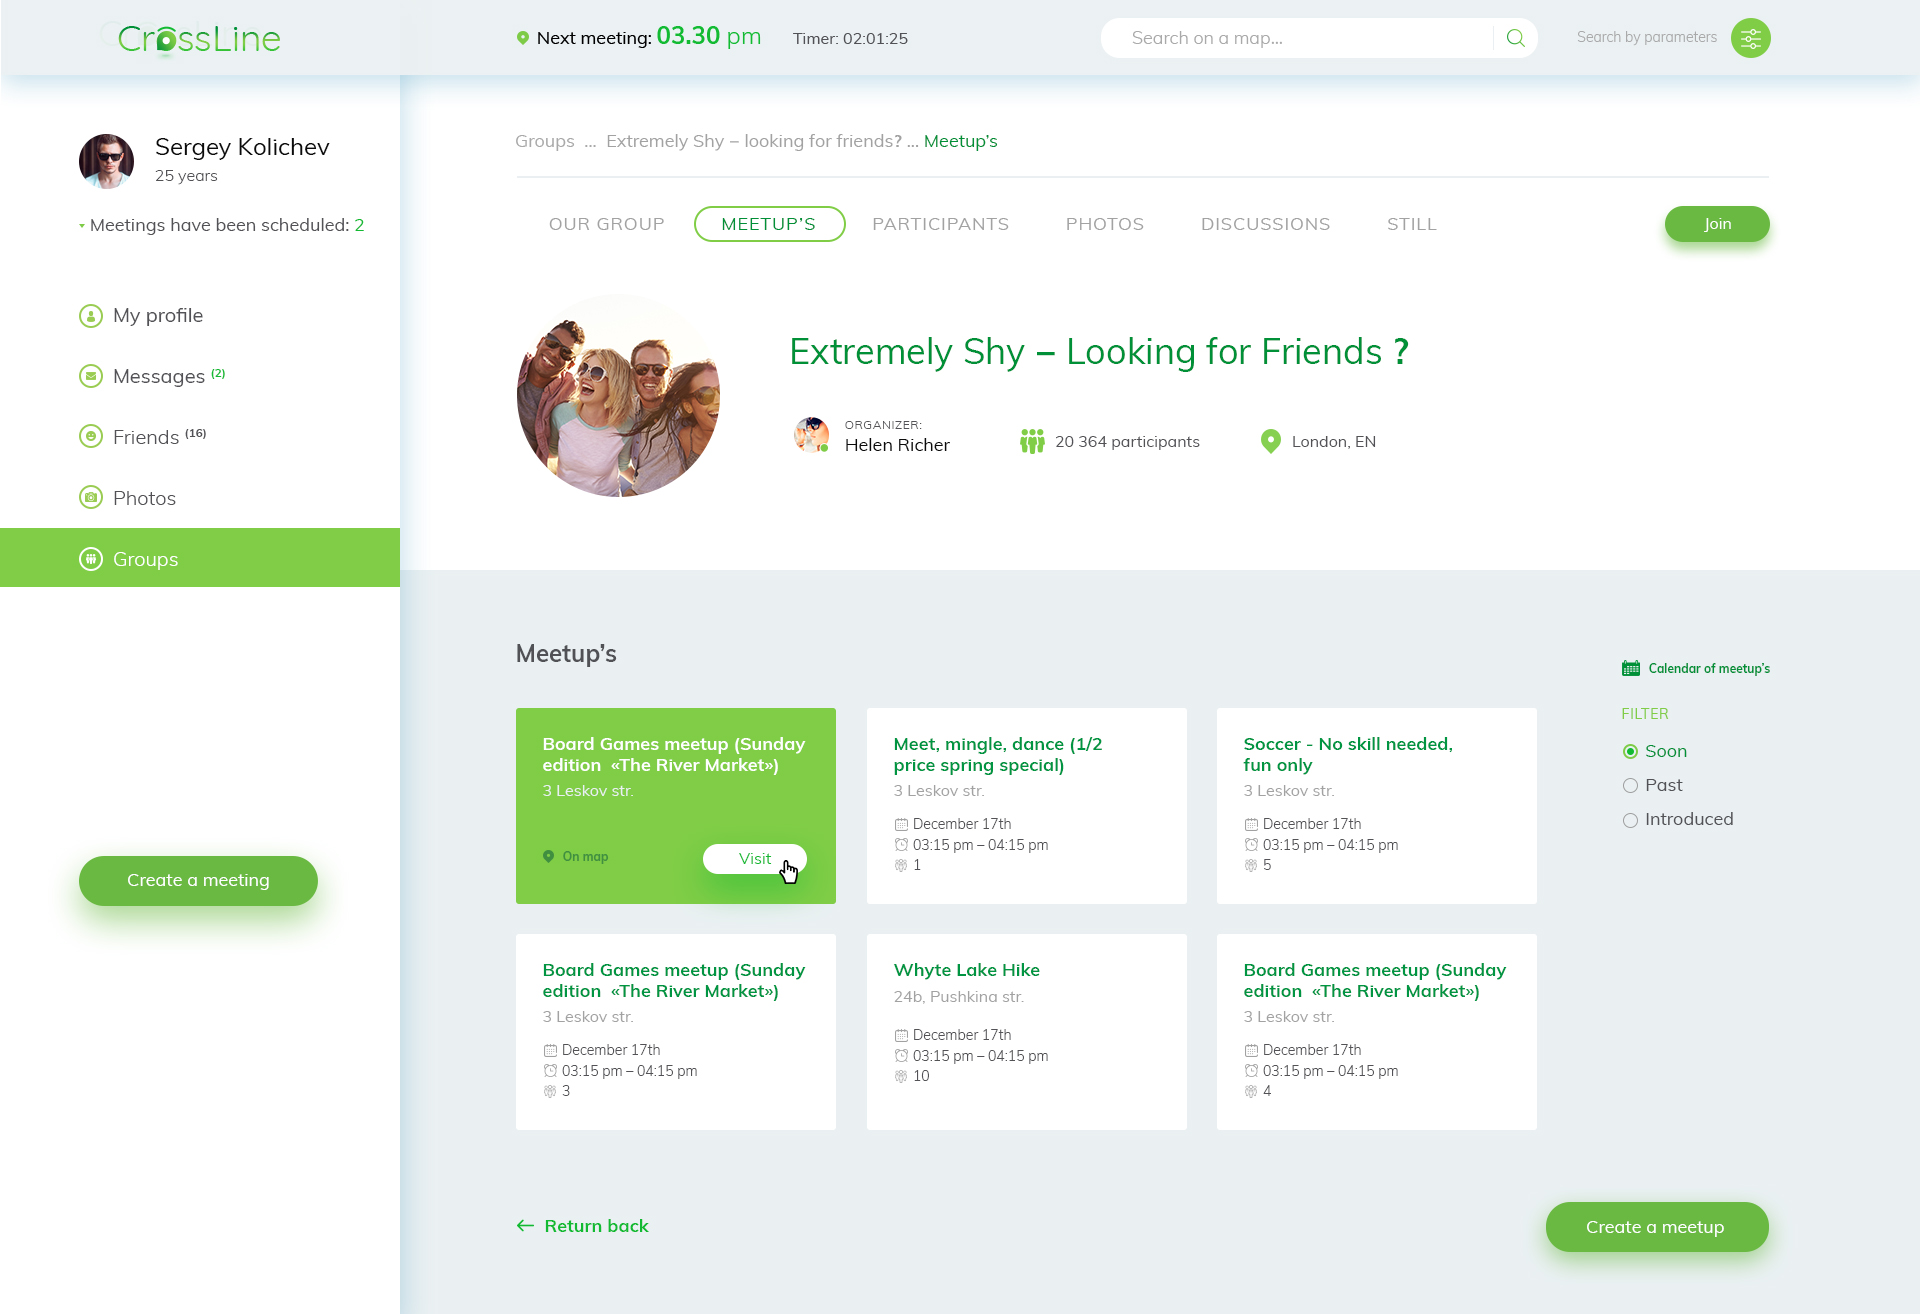 CrossLine
Next meeting: 03.30 pm
Timer: 02:01:25
Search on a map...
Search by parameters
Sergey Kolichev
25 years
Meetings have been scheduled: 2
My profile
Messages (2)
Friends (16)
Photos
Groups
Create a meeting
Groups ... Extremely Shy – looking for friends? ... Meetup's
OUR GROUP
MEETUP'S
PARTICIPANTS
PHOTOS
DISCUSSIONS
STILL
Join
Extremely Shy – Looking for Friends ?
ORGANIZER:
Helen Richer
20 364 participants
London, EN
Meetup's
Board Games meetup (Sunday
edition «The River Market»)
3 Leskov str.
On map
Visit
Meet, mingle, dance (1/2
price spring special)
3 Leskov str.
December 17th
03:15 pm – 04:15 pm
1
Soccer - No skill needed,
fun only
3 Leskov str.
December 17th
03:15 pm – 04:15 pm
5
Board Games meetup (Sunday
edition «The River Market»)
3 Leskov str.
December 17th
03:15 pm – 04:15 pm
3
Whyte Lake Hike
24b, Pushkina str.
December 17th
03:15 pm – 04:15 pm
10
Board Games meetup (Sunday
edition «The River Market»)
3 Leskov str.
December 17th
03:15 pm – 04:15 pm
4
Calendar of meetup's
FILTER
Soon
Past
Introduced
Return back
Create a meetup